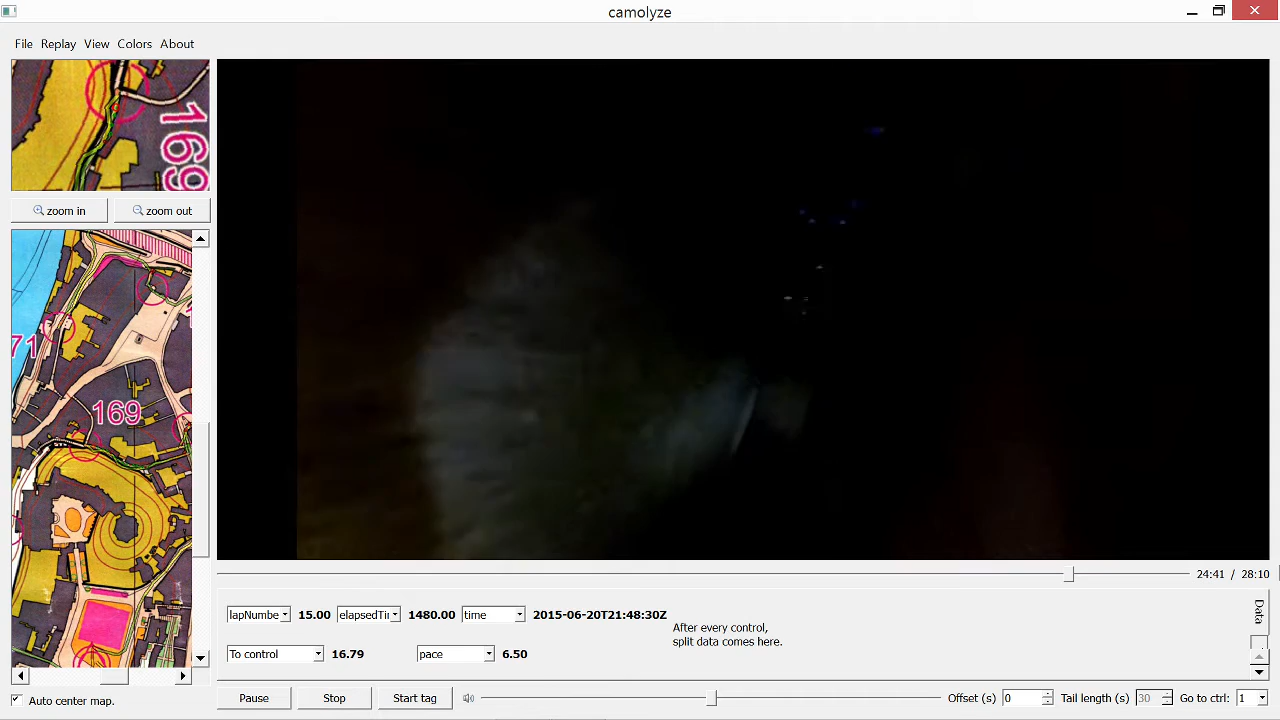 camolyze
File Replay View Colors About
169
zoom in zoom out
71
169
24:41 / 28:10
lapNumbe 15.00 elapsedTii 1480.00 time 2015-06-20T21:48:30Z
After every control,
split data comes here.
To control 16.79 pace 6.50
Data
Auto center map.
Pause Stop Start tag Offset (s) 0 Tail length (s) 30 Go to ctrl: 1